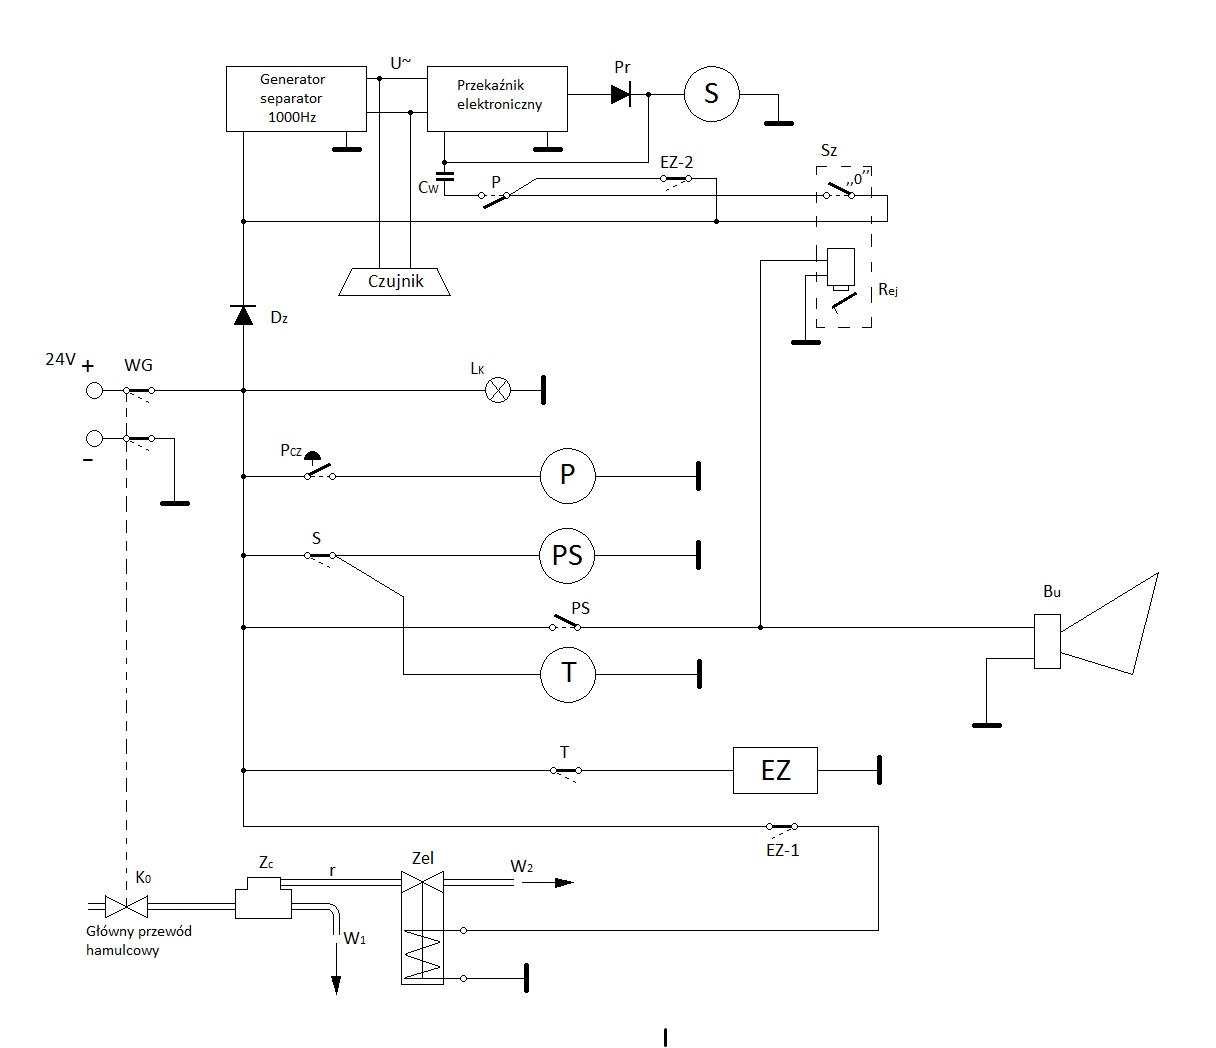 U~
Pr
Generator
separator
1000Hz
Przekaźnik
elektroniczny
S
Sz
EZ-2
„0”
P
Cw
Czujnik
Rej
Dz
24V +
WG
LK
–
PCZ
P
S
PS
PS
Bu
T
T
EZ
EZ-1
Zel
Zc
W2
r
K0
Główny przewód
hamulcowy
W1